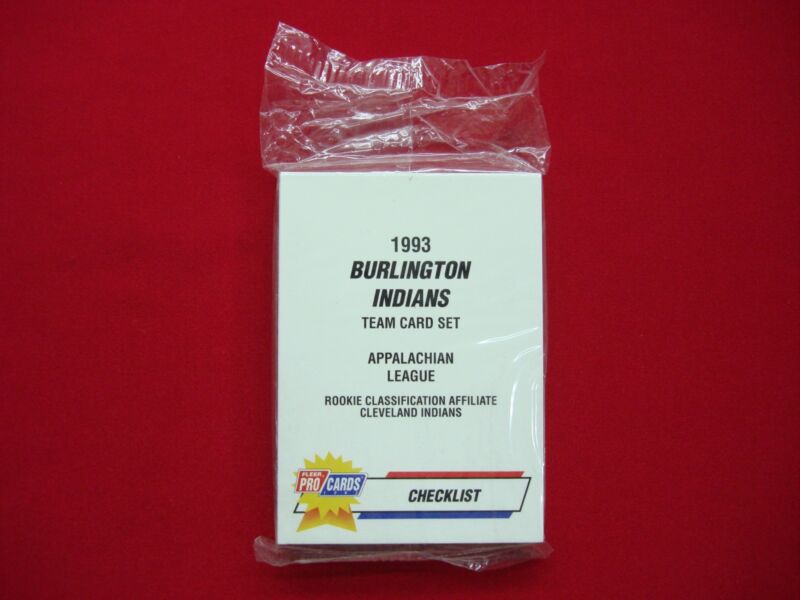 1993
BURLINGTON
INDIANS
TEAM CARD SET
APPALACHIAN
LEAGUE
ROOKIE CLASSIFICATION AFFILIATE
CLEVELAND INDIANS
FLEER
PRO CARDS
CHECKLIST